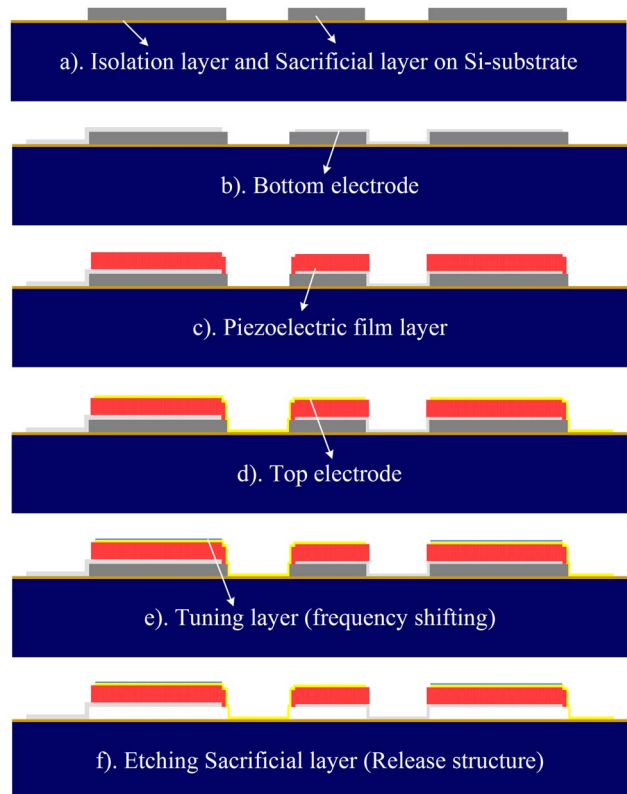 a). Isolation layer and Sacrificial layer on Si-substrate
b). Bottom electrode
c). Piezoelectric film layer
d). Top electrode
e). Tuning layer (frequency shifting)
f). Etching Sacrificial layer (Release structure)